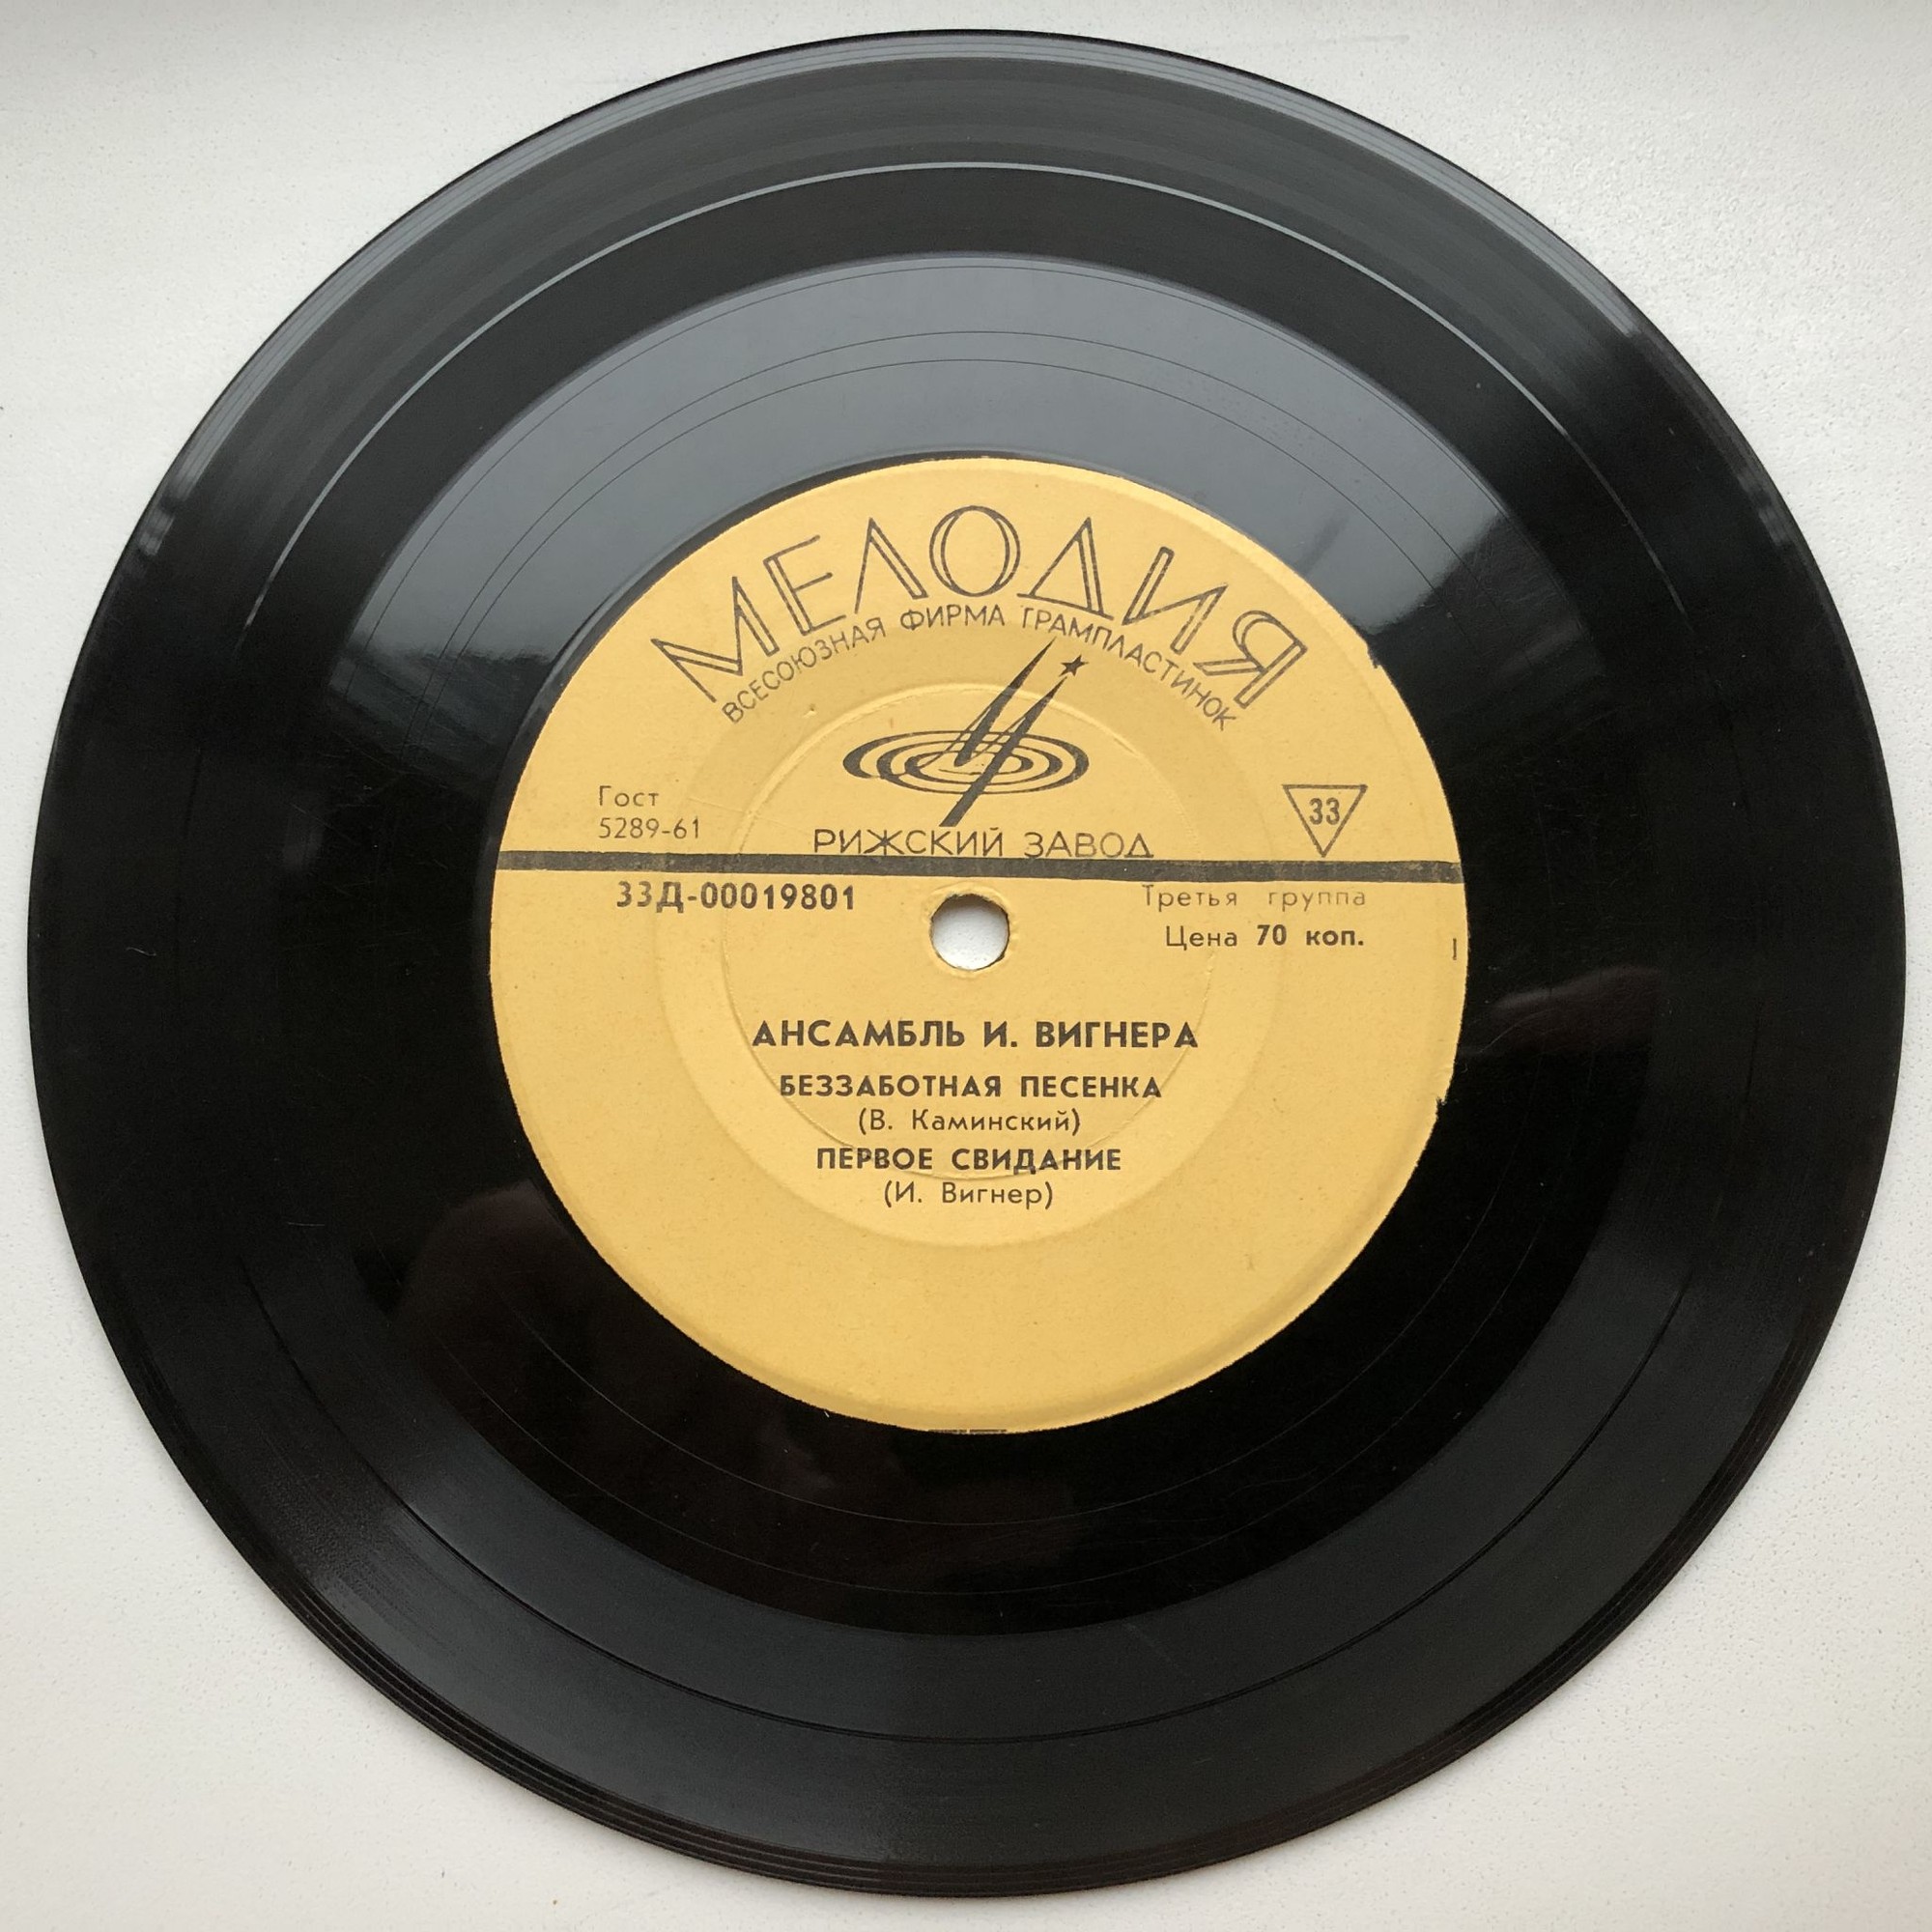 МЕЛОДИЯ
ВСЕСОЮЗНАЯ ФИРМА ГРАМПЛАСТИНОК
Гост
5289-61
33
РИЖСКИЙ ЗАВОД
33Д-00019801
Третья группа
Цена 70 коп.
АНСАМБЛЬ И. ВИГНЕРА
БЕЗЗАБОТНАЯ ПЕСЕНКА
(В. Каминский)
ПЕРВОЕ СВИДАНИЕ
(И. Вигнер)